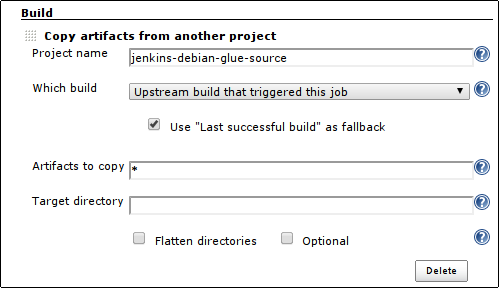 Build
Copy artifacts from another project
Project name
jenkins-debian-glue-source
Which build
Upstream build that triggered this job
Use "Last successful build" as fallback
Artifacts to copy
*
Target directory
Flatten directories Optional
Delete